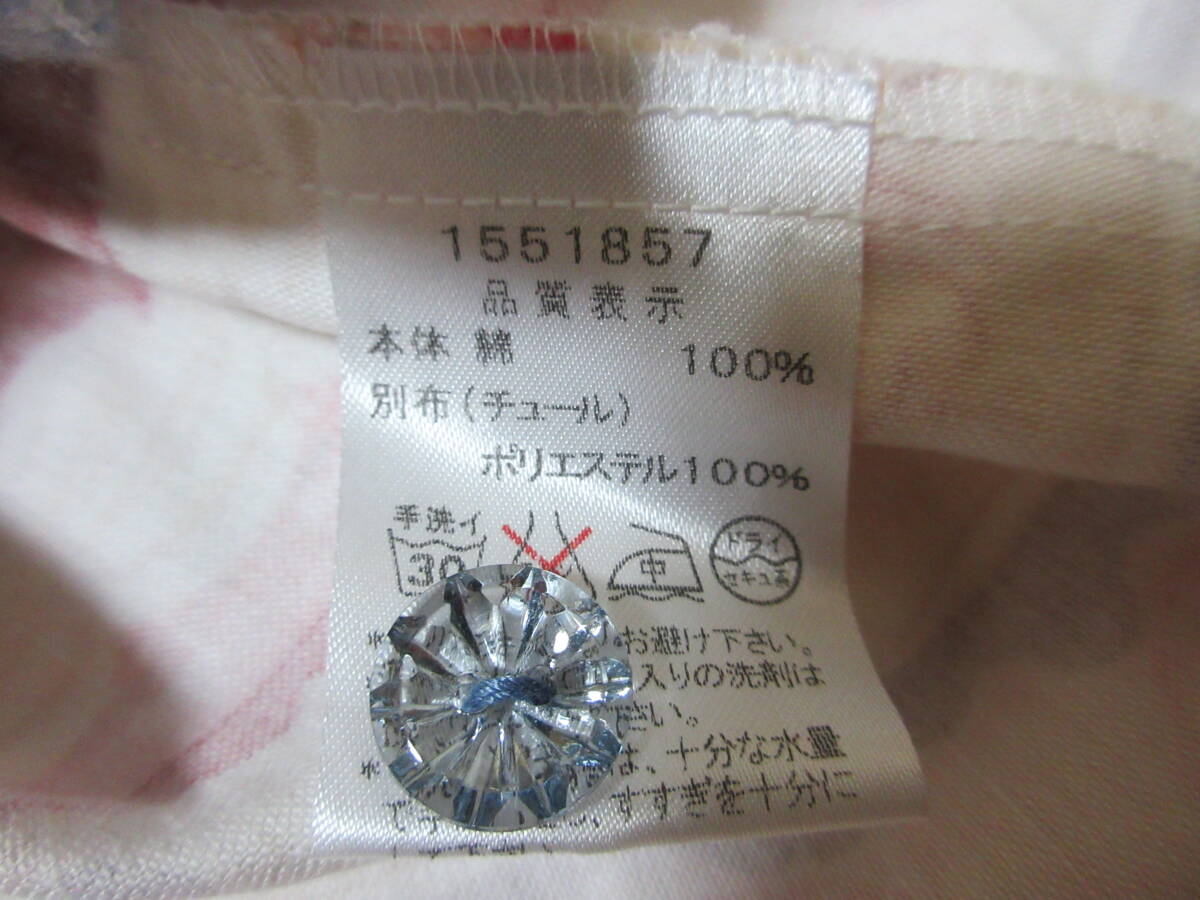 1551857
品質表示
本体 綿 100%
別布(チュール)
ポリエステル100%
手洗イ
30 中 ドライ
セキユ系
お避け下さい。
入りの洗剤は
さい。
は、十分な水量
で すすぎを十分に